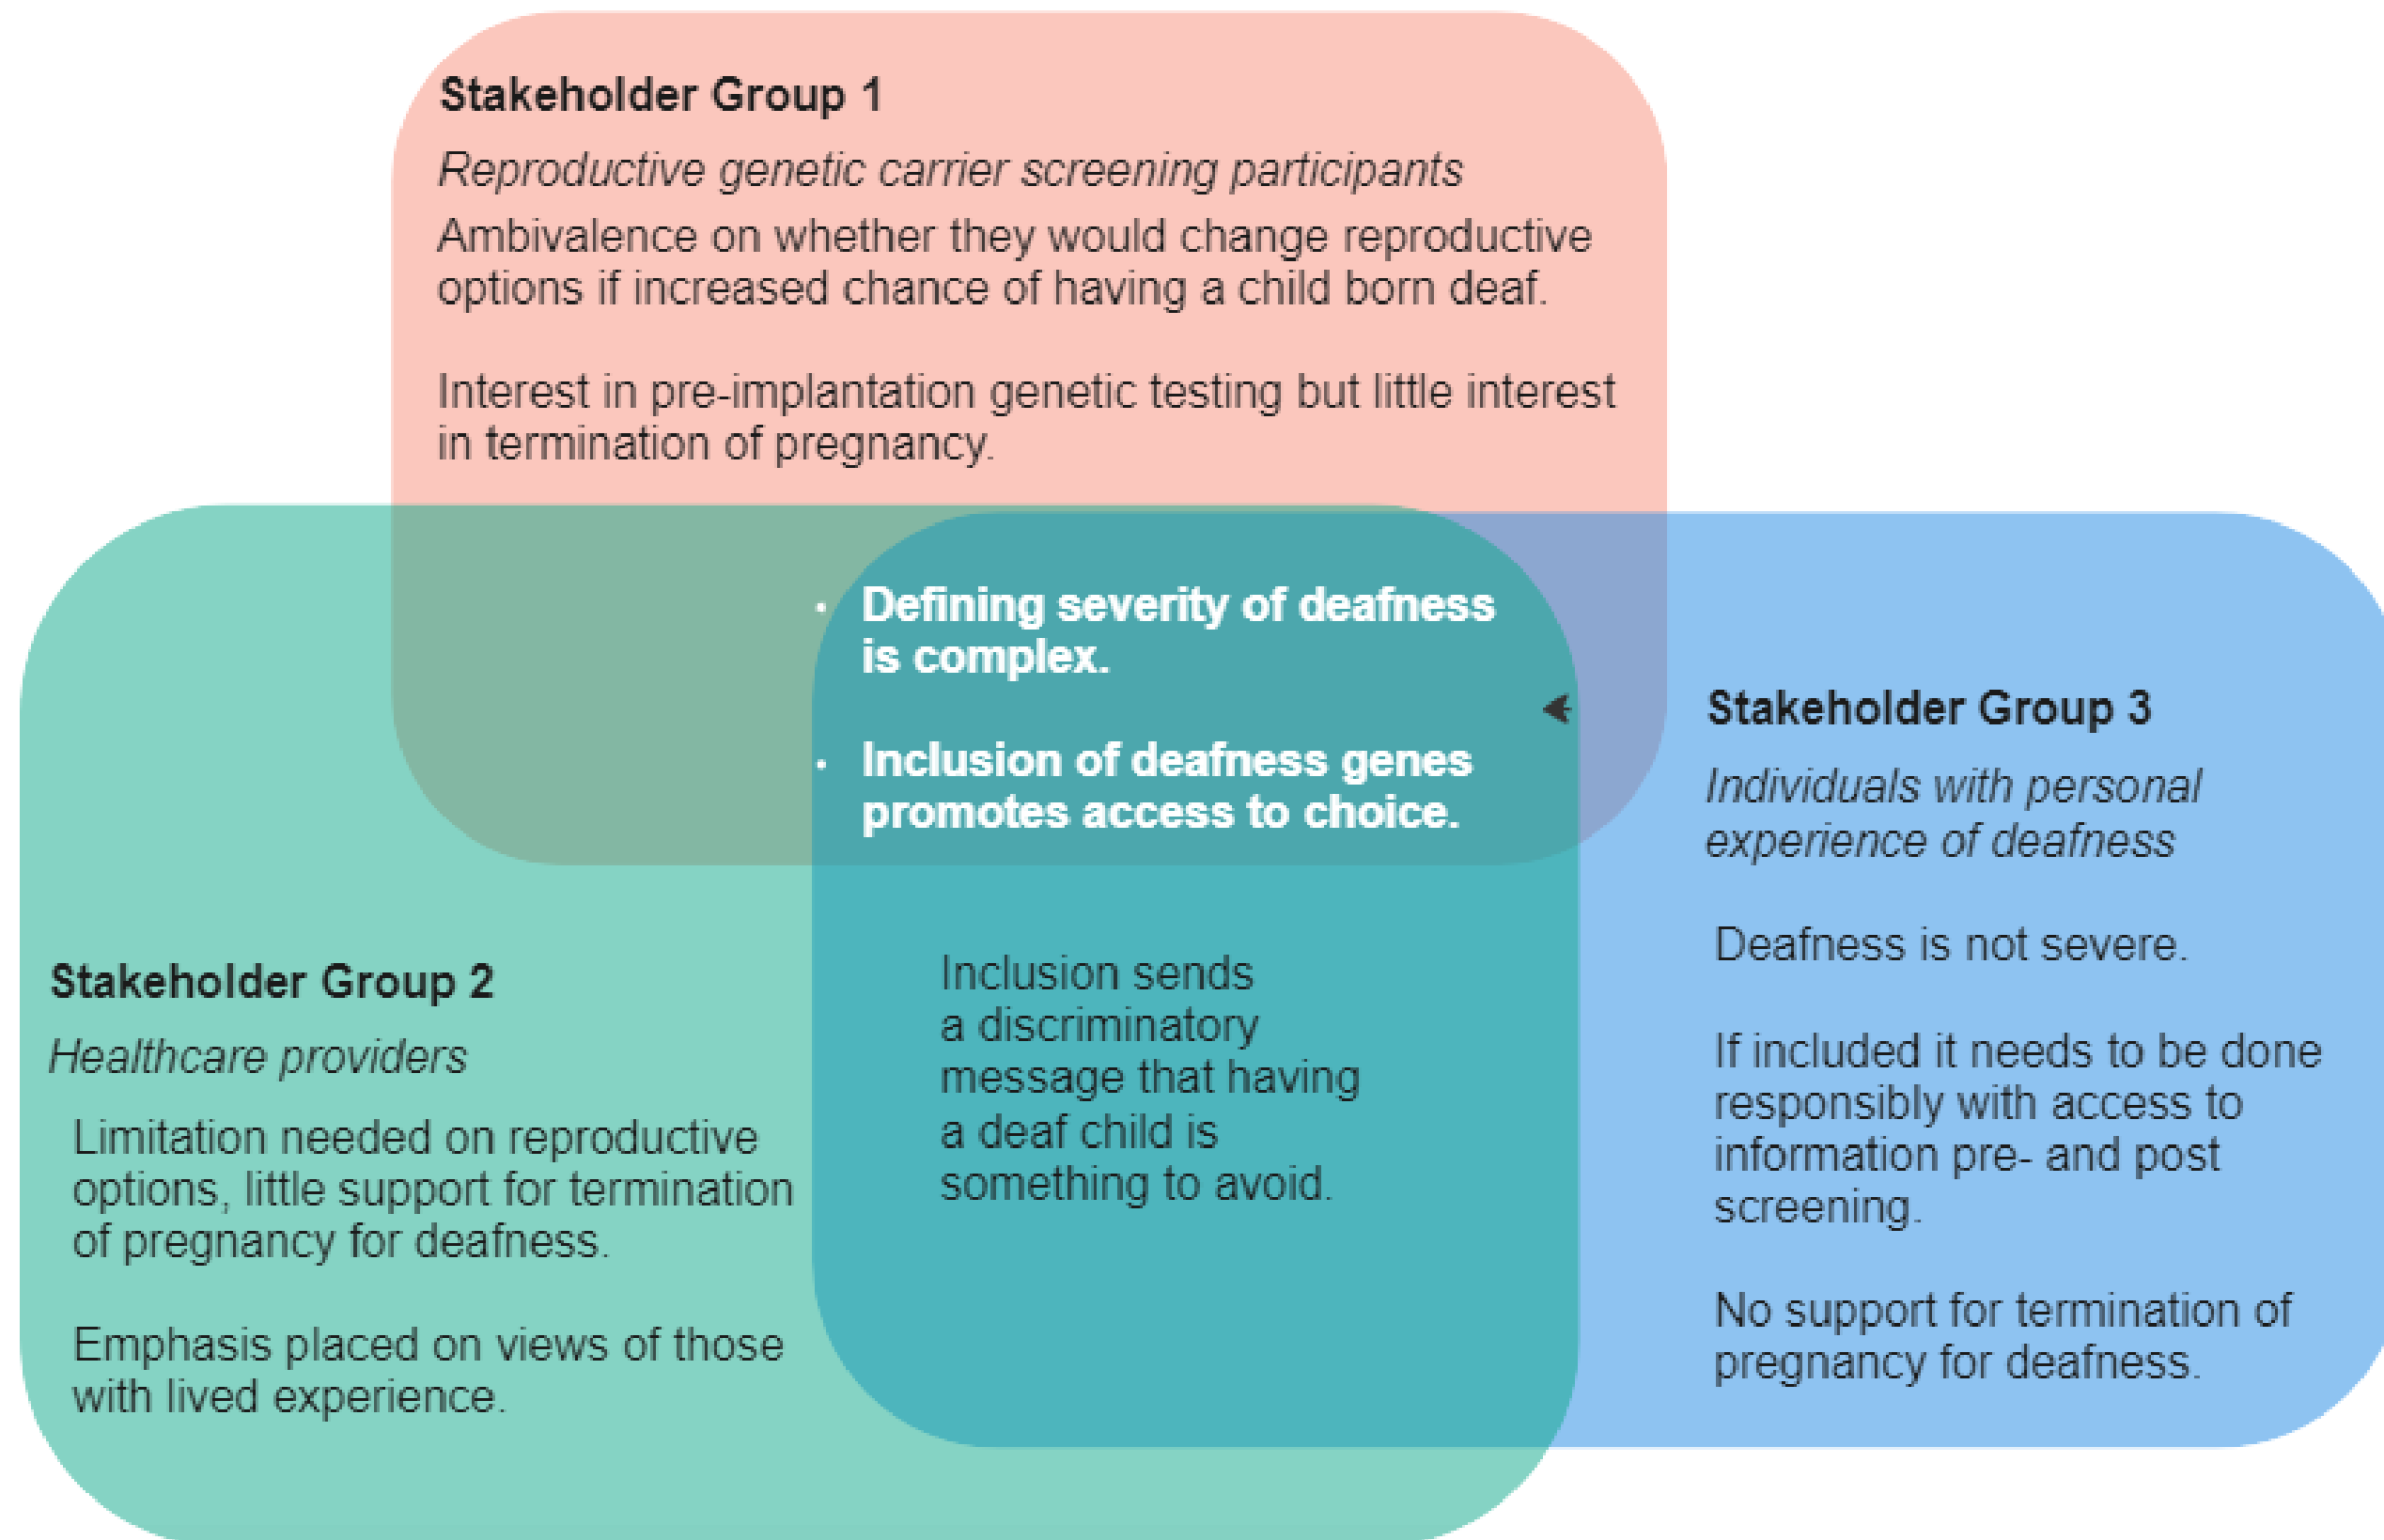 Stakeholder Group 1
Reproductive genetic carrier screening participants
Ambivalence on whether they would change reproductive
options if increased chance of having a child born deaf.
Interest in pre-implantation genetic testing but little interest
in termination of pregnancy.
• Defining severity of deafness
is complex.
• Inclusion of deafness genes
promotes access to choice.
Stakeholder Group 2
Healthcare providers
Limitation needed on reproductive
options, little support for termination
of pregnancy for deafness.
Emphasis placed on views of those
with lived experience.
Inclusion sends
a discriminatory
message that having
a deaf child is
something to avoid.
Stakeholder Group 3
Individuals with personal
experience of deafness
Deafness is not severe.
If included it needs to be done
responsibly with access to
information pre- and post
screening.
No support for termination of
pregnancy for deafness.